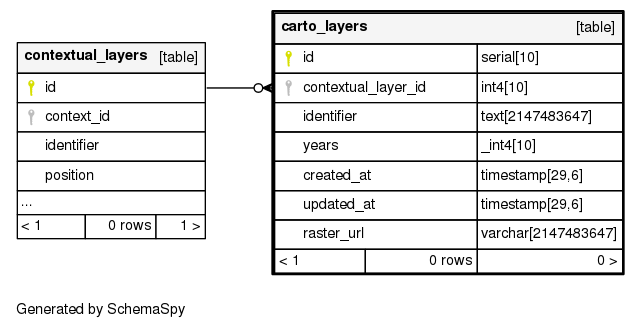 contextual_layers [table]
id
context_id
identifier
position
...
< 1 0 rows 1 >
carto_layers [table]
id serial[10]
contextual_layer_id int4[10]
identifier text[2147483647]
years _int4[10]
created_at timestamp[29,6]
updated_at timestamp[29,6]
raster_url varchar[2147483647]
< 1 0 rows 0 >
Generated by SchemaSpy